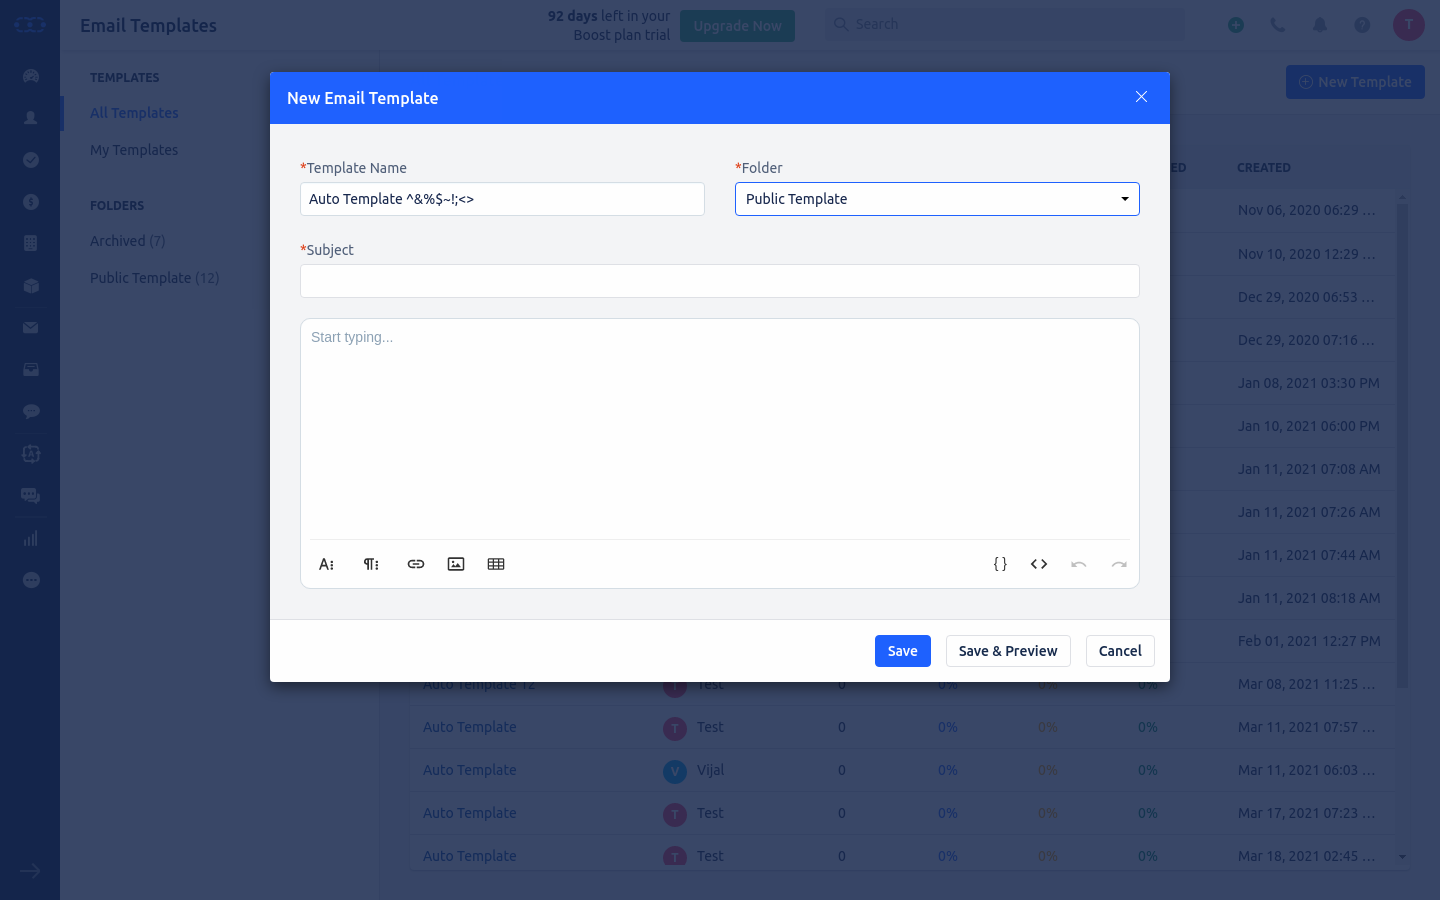 Email Templates
92 days left in your
Boost plan trial
Upgrade Now
Search
T
TEMPLATES
All Templates
My Templates
FOLDERS
Archived (7)
Public Template (12)
New Template
New Email Template
*Template Name
*Folder
Auto Template ^&%$~!;<>
Public Template
*Subject
Start typing...
Save
Save & Preview
Cancel
ED CREATED
Nov 06, 2020 06:29 ...
Nov 10, 2020 12:29 ...
Dec 29, 2020 06:53 ...
Dec 29, 2020 07:16 ...
Jan 08, 2021 03:30 PM
Jan 10, 2021 06:00 PM
Jan 11, 2021 07:08 AM
Jan 11, 2021 07:26 AM
Jan 11, 2021 07:44 AM
Jan 11, 2021 08:18 AM
Feb 01, 2021 12:27 PM
Auto Template 12 T Test 0 0% 0% 0% Mar 08, 2021 11:25 ...
Auto Template T Test 0 0% 0% 0% Mar 11, 2021 07:57 ...
Auto Template V Vijal 0 0% 0% 0% Mar 11, 2021 06:03 ...
Auto Template T Test 0 0% 0% 0% Mar 17, 2021 07:23 ...
Auto Template T Test 0 0% 0% 0% Mar 18, 2021 02:45 ...